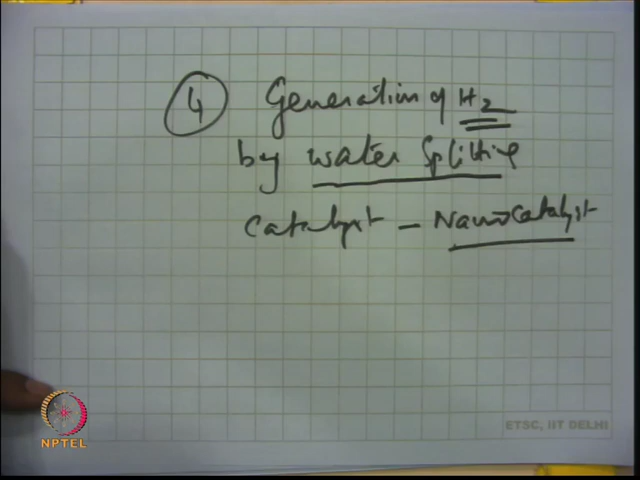 4 Generation of H2
by water splitting
catalyst - Nanocatalyst
ETSC, IIT DELHI
NPTEL